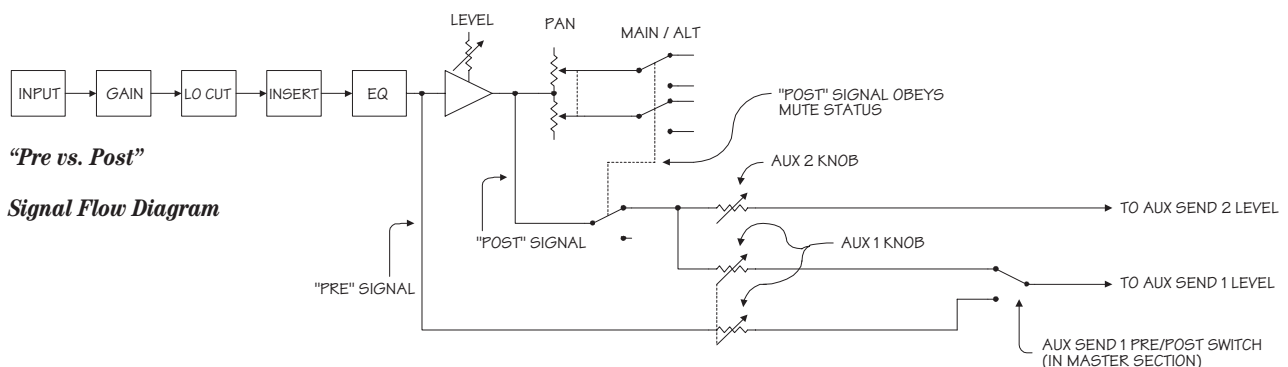 LEVEL
PAN
MAIN / ALT
INPUT
GAIN
LO CUT
INSERT
EQ
"POST" SIGNAL OBEYS
MUTE STATUS
“Pre vs. Post”
Signal Flow Diagram
AUX 2 KNOB
TO AUX SEND 2 LEVEL
"POST" SIGNAL
AUX 1 KNOB
"PRE" SIGNAL
TO AUX SEND 1 LEVEL
AUX SEND 1 PRE/POST SWITCH
(IN MASTER SECTION)